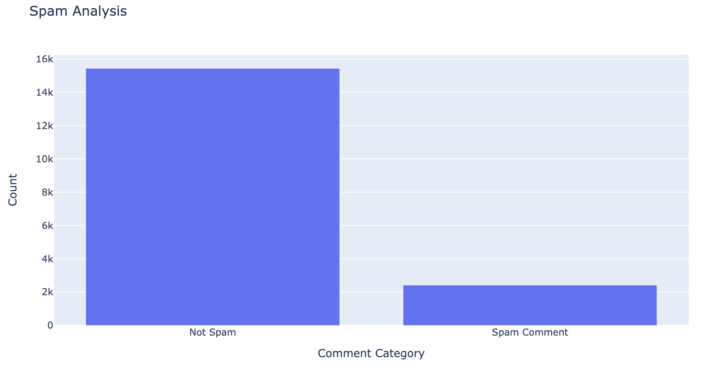 Spam Analysis
16k
14k
12k
10k
8k
6k
4k
2k
0
Count
Not Spam
Spam Comment
Comment Category